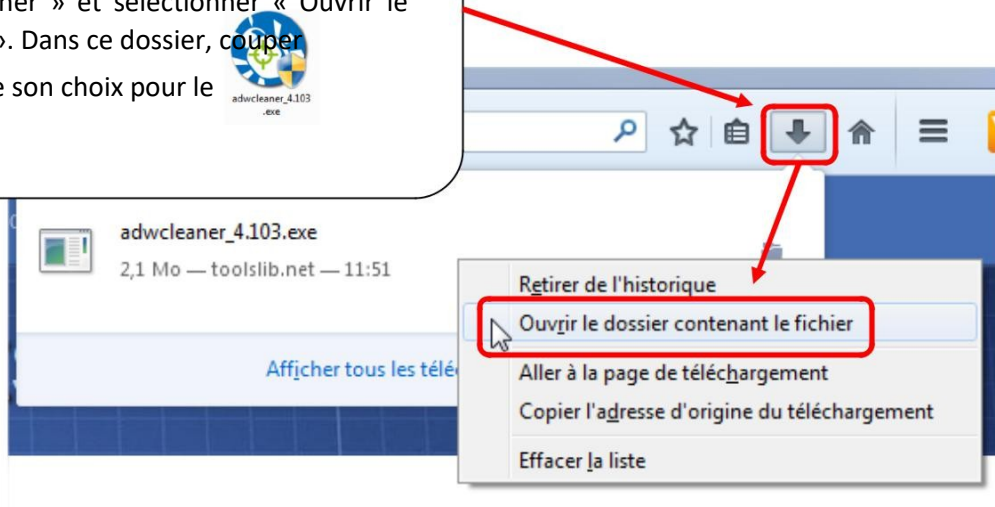 ner » et sélectionner « Ouvrir le
». Dans ce dossier, couper
e son choix pour le
adwcleaner_4.103
.exe
adwcleaner_4.103.exe
2,1 Mo — toolslib.net — 11:51
Retirer de l'historique
Ouvrir le dossier contenant le fichier
Afficher tous les télé
Aller à la page de téléchargement
Copier l'adresse d'origine du téléchargement
Effacer la liste